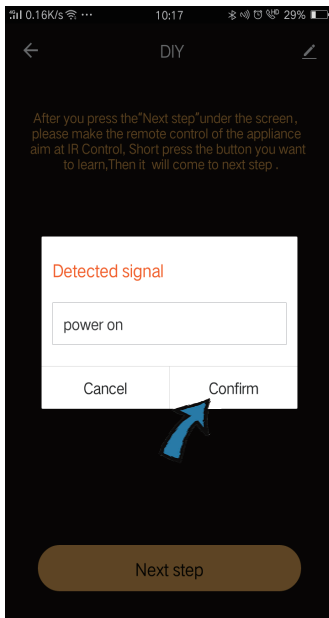 0.16K/s ... 10:17 HD 29%
DIY
After you press the"Next step"under the screen,
please make the remote control of the appliance
aim at IR Control, Short press the button you want
to learn,Then it will come to next step .
Detected signal
power on
Cancel Confirm
Next step